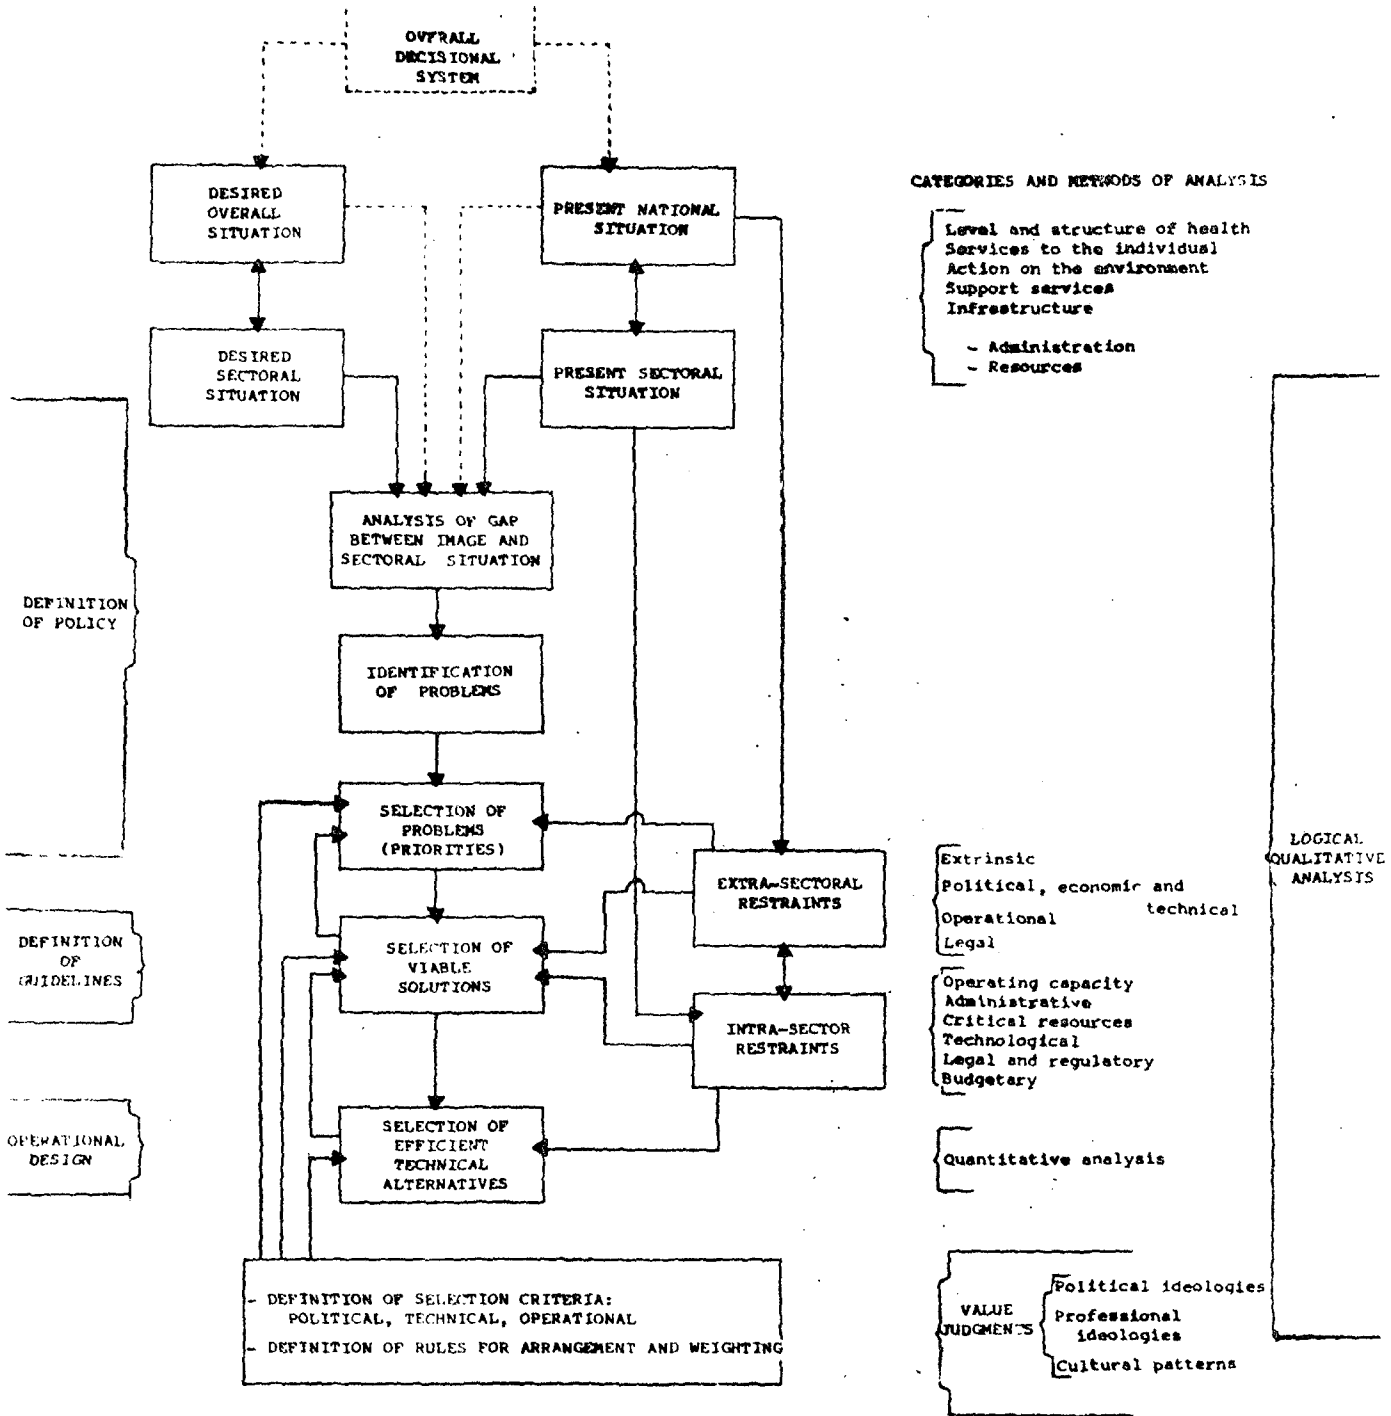 OVERALL
DECISIONAL
SYSTEM
DESIRED
OVERALL
SITUATION
PRESENT NATIONAL
SITUATION
CATEGORIES AND METHODS OF ANALYSIS
Level and structure of health
Services to the individual
Action on the environment
Support services
Infrastructure
- Administration
- Resources
DESIRED
SECTORAL
SITUATION
PRESENT SECTORAL
SITUATION
ANALYSIS OF GAP
BETWEEN IMAGE AND
SECTORAL SITUATION
DEFINITION
OF POLICY
IDENTIFICATION
OF PROBLEMS
SELECTION OF
PROBLEMS
(PRIORITIES)
EXTRA-SECTORAL
RESTRAINTS
Extrinsic
Political, economic and
technical
Operational
Legal
LOGICAL
QUALITATIVE
ANALYSIS
DEFINITION
OF
GUIDELINES
SELECTION OF
VIABLE
SOLUTIONS
INTRA-SECTOR
RESTRAINTS
Operating capacity
Administrative
Critical resources
Technological
Legal and regulatory
Budgetary
OPERATIONAL
DESIGN
SELECTION OF
EFFICIENT
TECHNICAL
ALTERNATIVES
Quantitative analysis
- DEFINITION OF SELECTION CRITERIA:
POLITICAL, TECHNICAL, OPERATIONAL
- DEFINITION OF RULES FOR ARRANGEMENT AND WEIGHTING
VALUE
JUDGMENTS
Political ideologies
Professional
ideologies
Cultural patterns